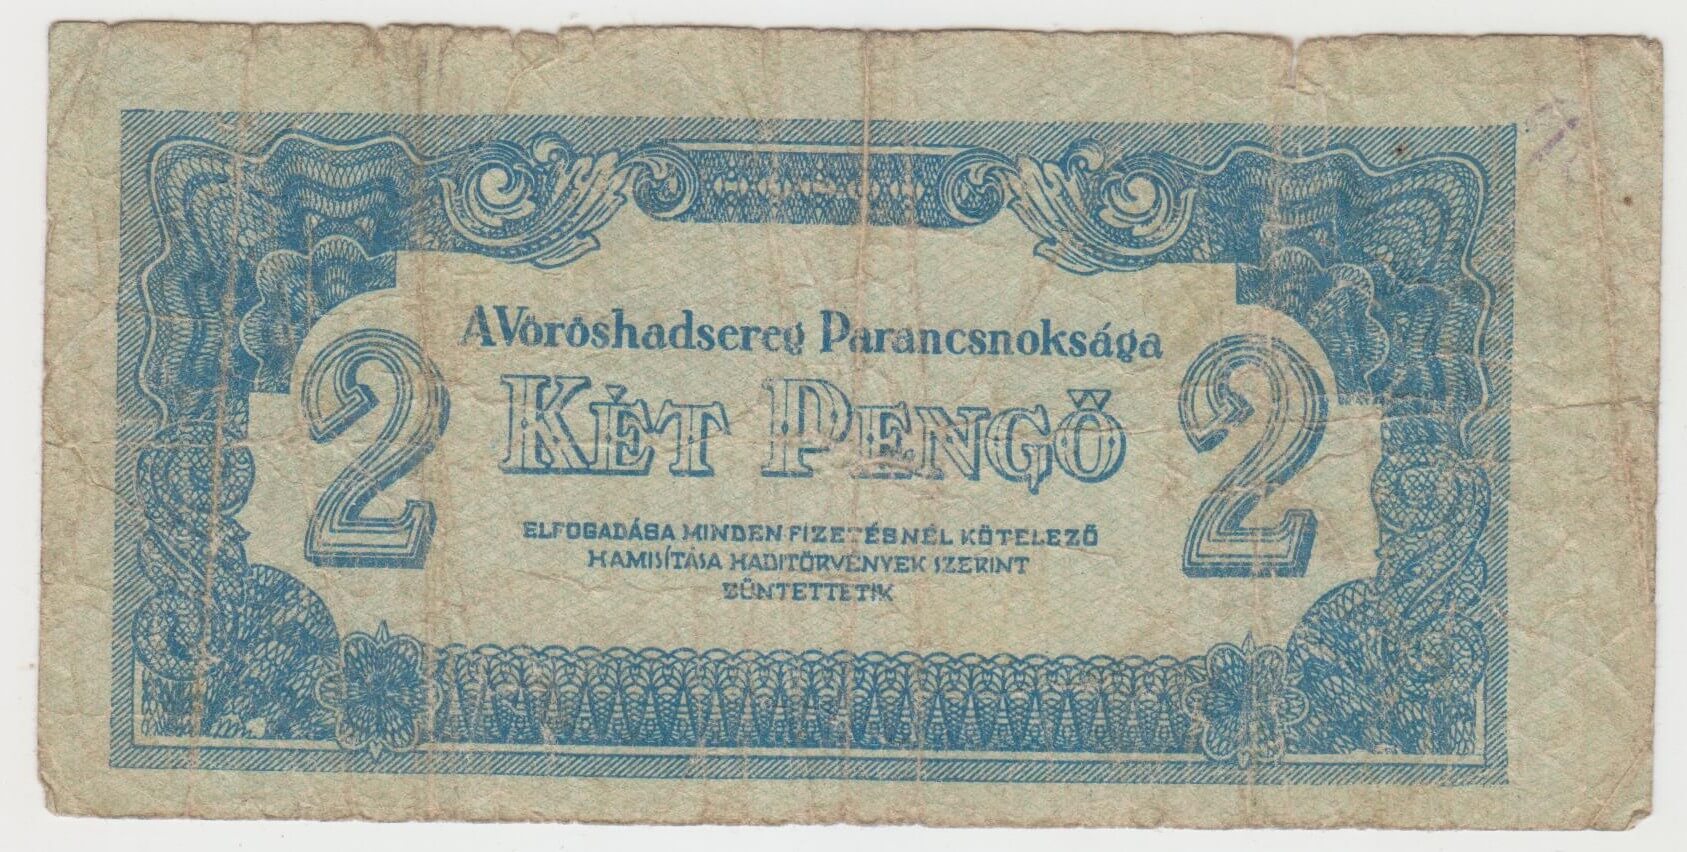 A Vöröshadsereg Parancsnoksága
2 KÉT PENGŐ 2
ELFOGADÁSA MINDEN FIZETÉSNÉL KÖTELEZŐ
HAMISÍTÁSA HADITÖRVÉNYEK SZERINT
BÜNTETTETIK